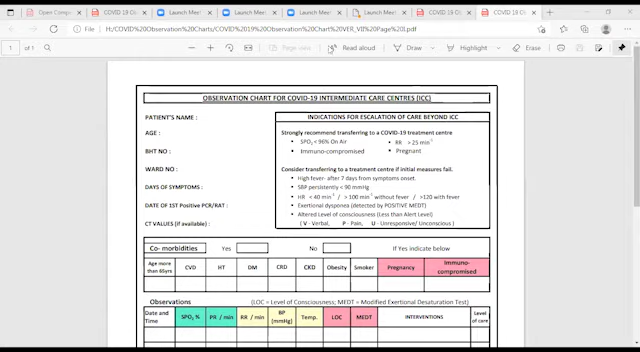 Open Compe
COVID 19 Ob
Launch Meet
Launch Meet
Launch Meet
Launch Meet
COVID-19 Ob
COVID 19 O
File | H:/COVID%20Observation%20Charts/COVID%2019%20Observation%20Chart%20VER_VII%20Page%20I.pdf
1 of 1 Page view Read aloud Draw Highlight Erase
OBSERVATION CHART FOR COVID-19 INTERMEDIATE CARE CENTRES (ICC)
PATIENT'S NAME :
AGE :
BHT NO :
WARD NO :
DAYS OF SYMPTOMS :
DATE OF 1ST Positive PCR/RAT :
CT VALUES (if available) :
INDICATIONS FOR ESCALATION OF CARE BEYOND ICC
Strongly recommend transferring to a COVID-19 treatment centre
• SPO₂ < 96% On Air • RR > 25 min⁻¹
• Immuno-compromised • Pregnant
Consider transferring to a treatment centre if initial measures fail.
• High fever- after 7 days from symptoms onset.
• SBP persistently < 90 mmHg
• HR < 40 min⁻¹ / > 100 min⁻¹ without fever / >120 with fever
• Exertional dyspnea (detected by POSITIVE MEDT)
• Altered Level of consciousness (Less than Alert Level)
( V - Verbal, P - Pain, U - Unresponsive/ Unconscious )
Co- morbidities Yes No If Yes indicate below
Age more than 65yrs CVD HT DM CRD CKD Obesity Smoker Pregnancy Immuno-compromised
Observations (LOC = Level of Consciousness; MEDT = Modified Exertional Desaturation Test)
Date and Time SPO₂ % PR / min RR / min BP (mmHg) Temp. LOC MEDT INTERVENTIONS Level of care